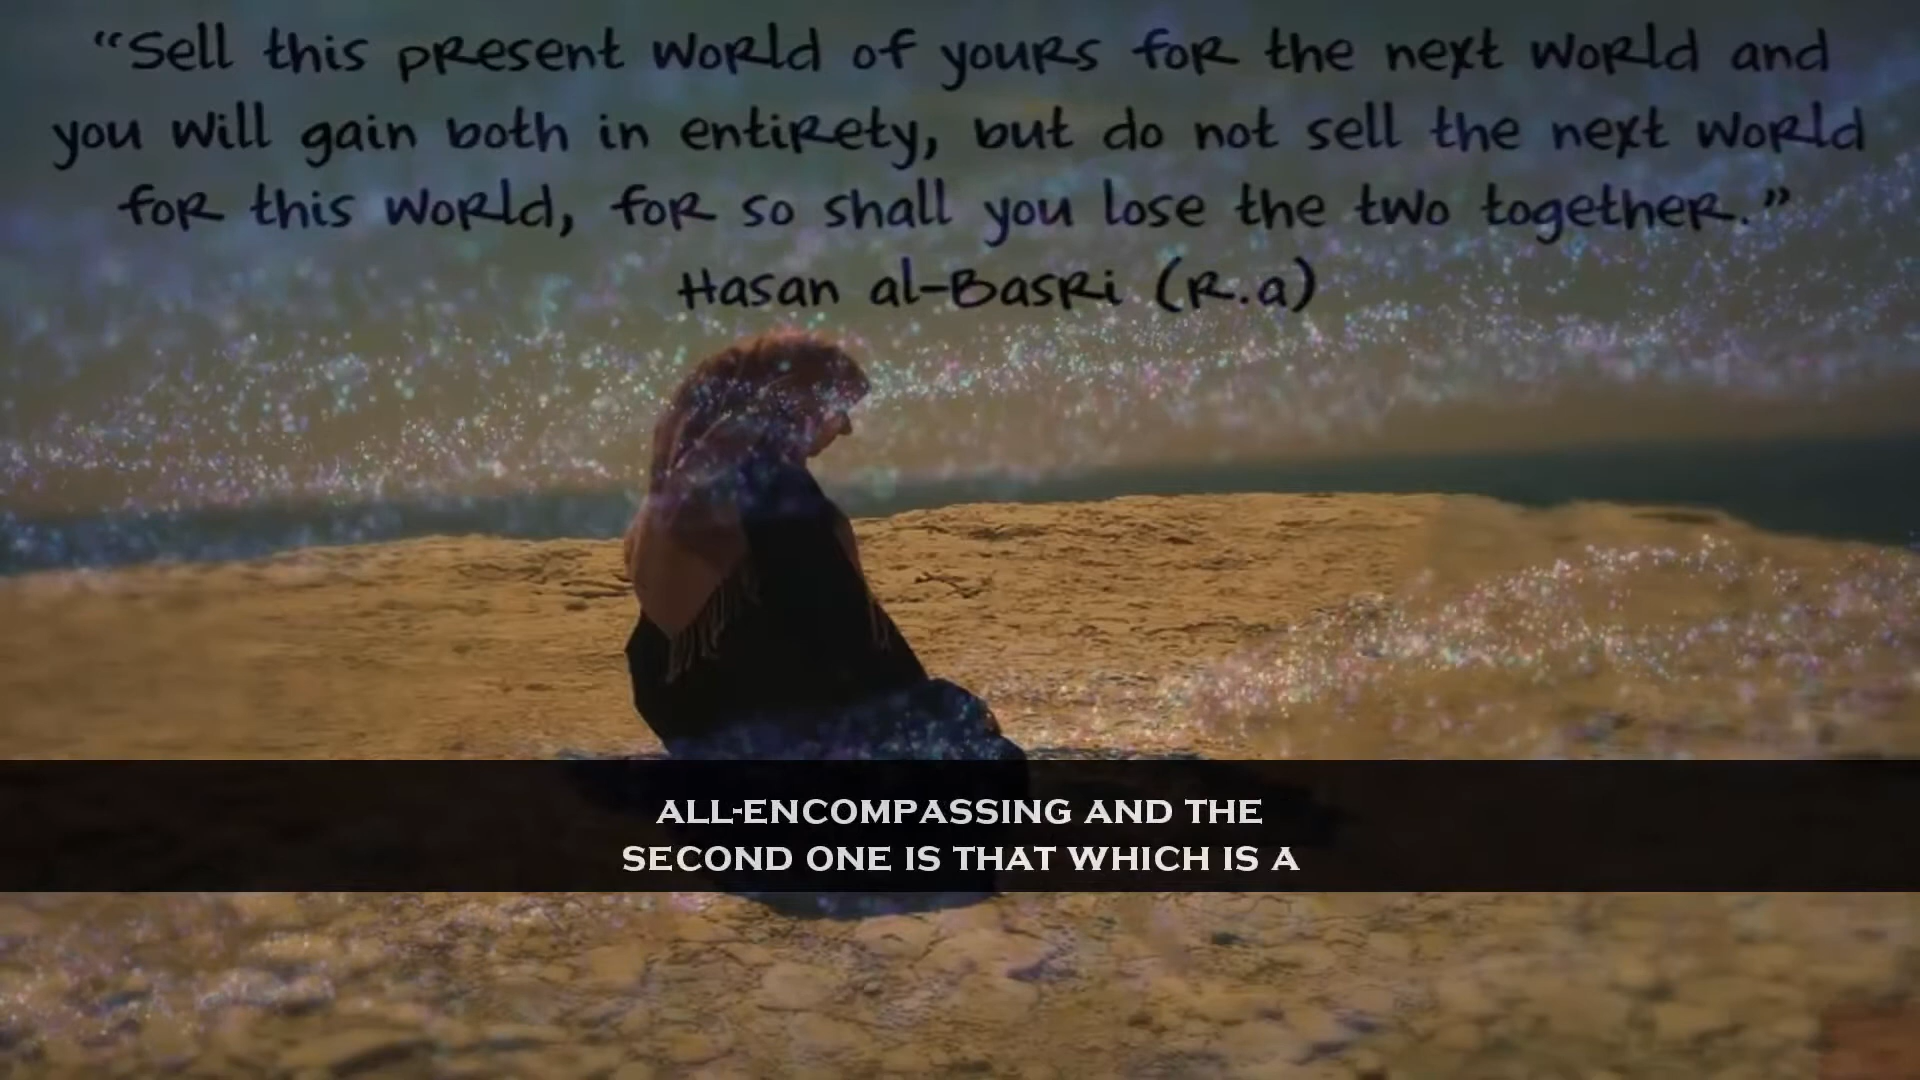 “Sell this present world of yours for the next world and
you will gain both in entirety, but do not sell the next world
for this world, for so shall you lose the two together.”
Hasan al-Basri (R.a)
ALL-ENCOMPASSING AND THE
SECOND ONE IS THAT WHICH IS A